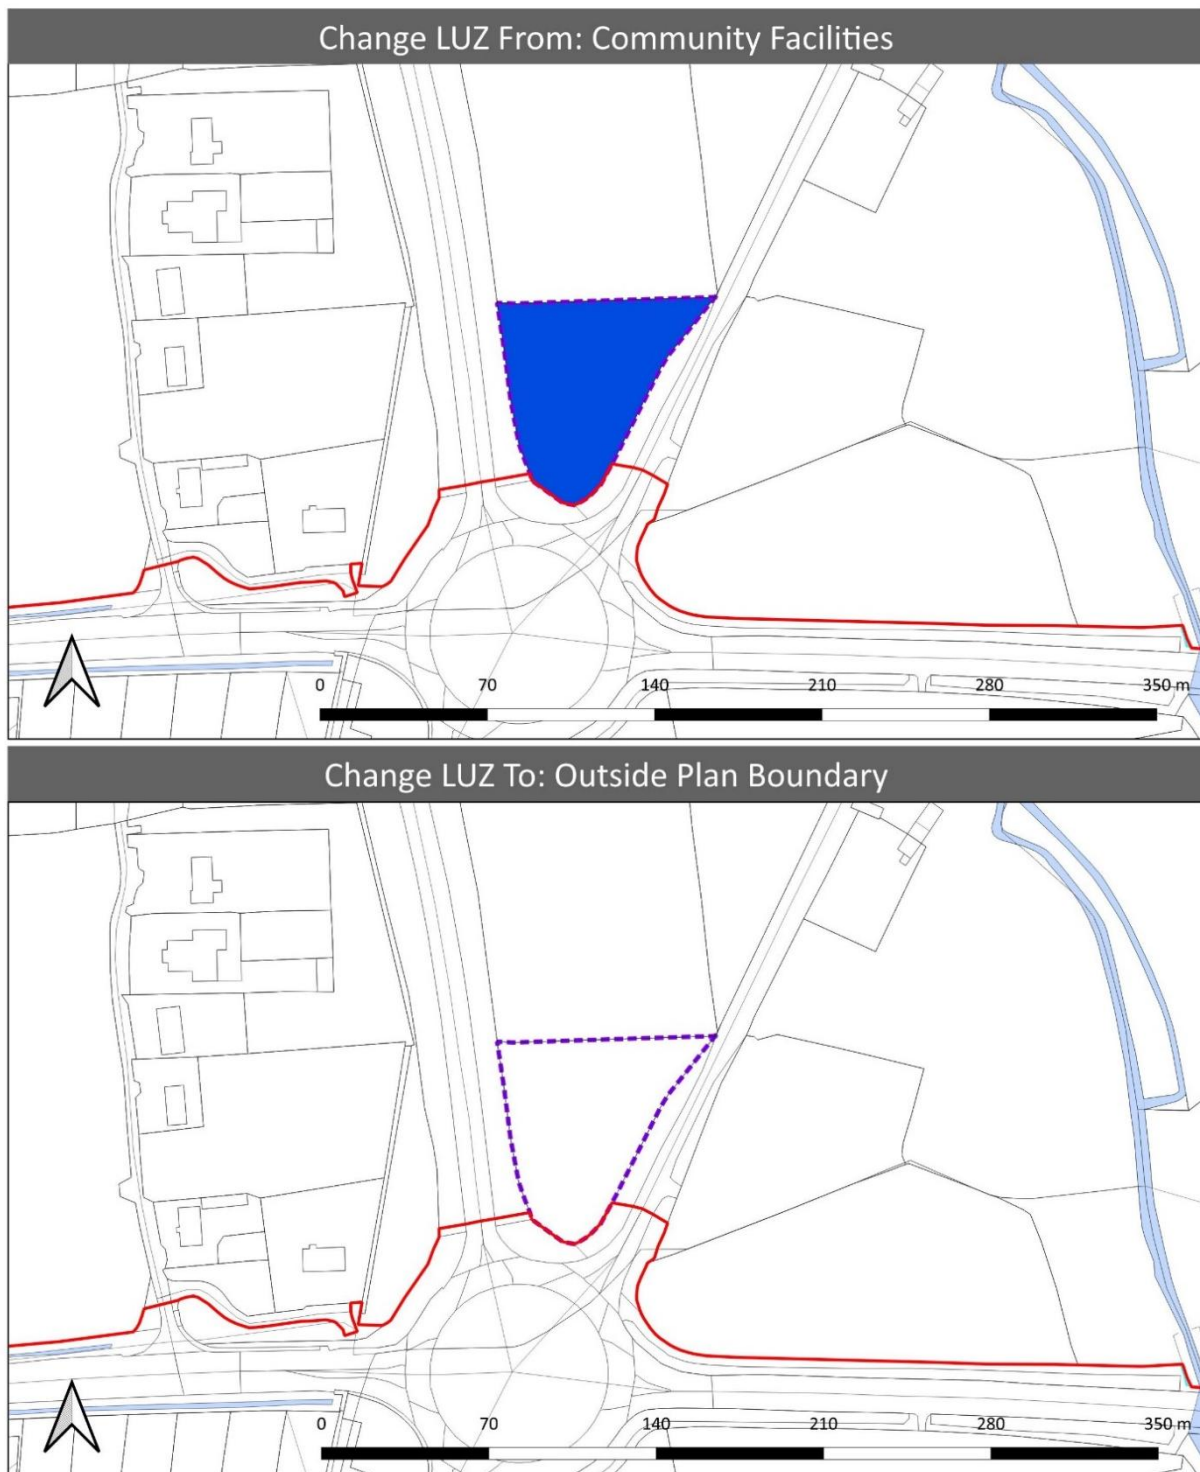 Change LUZ From: Community Facilities
0 70 140 210 280 350 m
Change LUZ To: Outside Plan Boundary
0 70 140 210 280 350 m